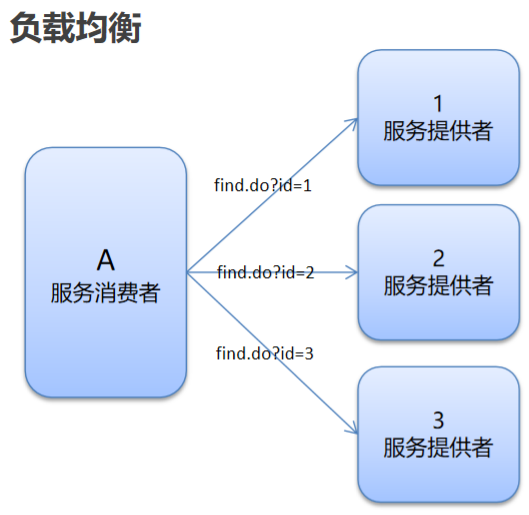 负载均衡
1
服务提供者
find.do?id=1
A
服务消费者
find.do?id=2
2
服务提供者
find.do?id=3
3
服务提供者